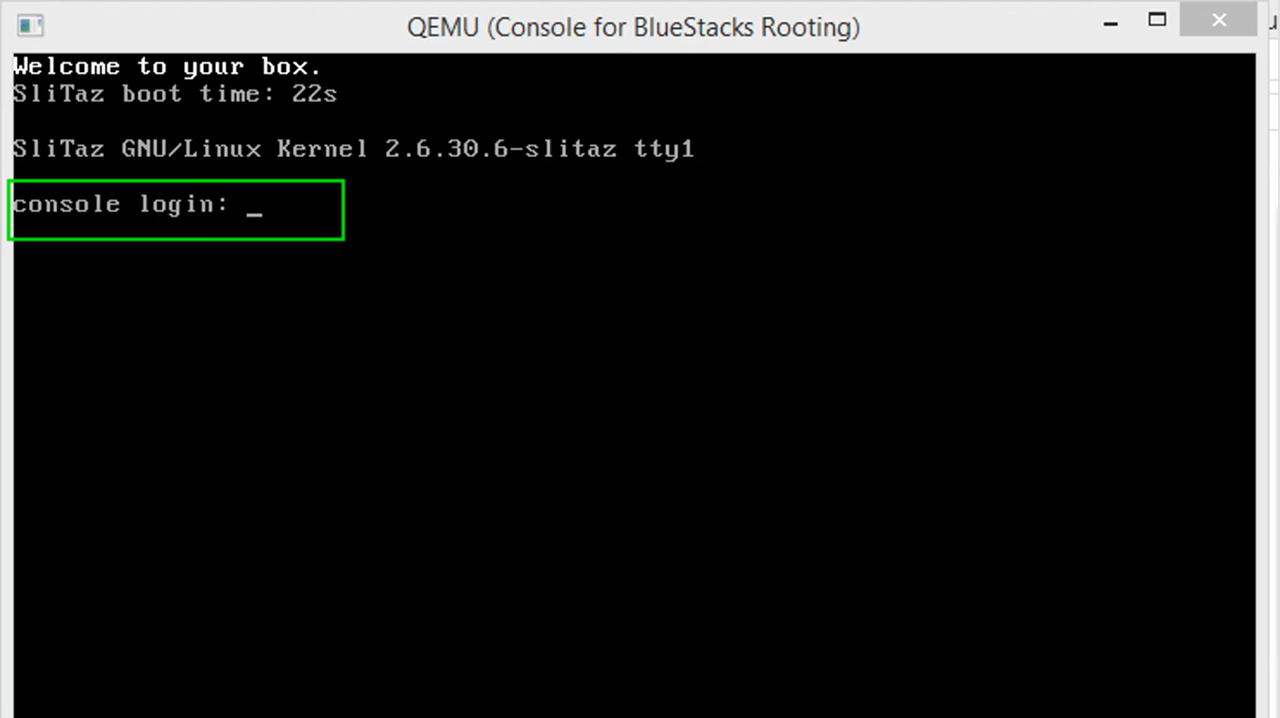 QEMU (Console for BlueStacks Rooting)
Welcome to your box.
SliTaz boot time: 22s
SliTaz GNU/Linux Kernel 2.6.30.6-slitaz tty1
console login: _